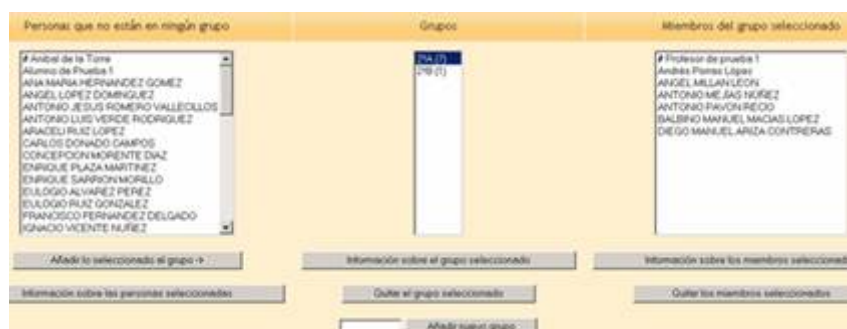 Personas que no están en ningún grupo
# Anibal de la Torre
Alumno de Prueba 1
ANA MARIA HERNANDEZ GOMEZ
ANGEL LOPEZ DOMINGUEZ
ANTONIO JESUS ROMERO VALLECILLOS
ANTONIO LUIS VERDE RODRIGUEZ
ARACELI RUIZ LOPEZ
CARLOS DONADO CAMPOS
CONCEPCION MORENTE DIAZ
ENRIQUE PLAZA MARTINEZ
ENRIQUE SARRION MORILLO
EULOGIO ALVAREZ PEREZ
EULOGIO RUIZ GONZALEZ
FRANCISCO FERNANDEZ DELGADO
IGNACIO VICENTE NUÑEZ
Añadir lo seleccionado al grupo →
Información sobre las personas seleccionadas
Grupos
2ºA (7)
2ºB (1)
Información sobre el grupo seleccionado
Quitar el grupo seleccionado
Añadir nuevo grupo
Miembros del grupo seleccionado
# Profesor de prueba 1
Andrés Porras López
ANGEL MILLAN LEON
ANTONIO MEJIAS NUÑEZ
ANTONIO PAVON RECIO
BALBINO MANUEL MACIAS LOPEZ
DIEGO MANUEL ARIZA CONTRERAS
Información sobre los miembros seleccionad
Quitar los miembros seleccionados